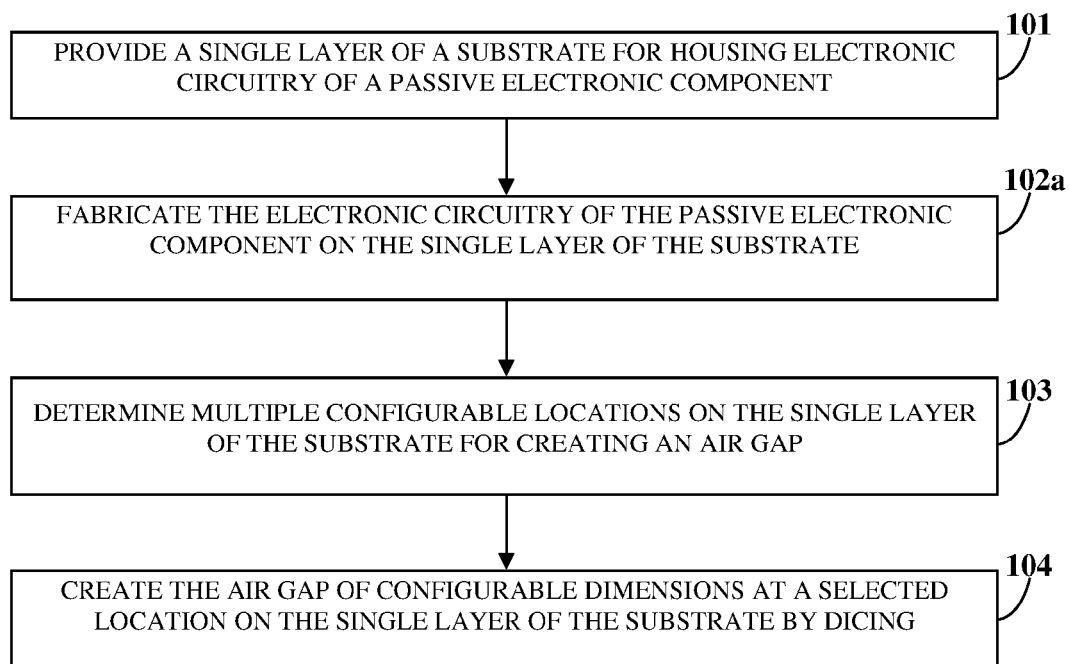 101
PROVIDE A SINGLE LAYER OF A SUBSTRATE FOR HOUSING ELECTRONIC
CIRCUITRY OF A PASSIVE ELECTRONIC COMPONENT
102a
FABRICATE THE ELECTRONIC CIRCUITRY OF THE PASSIVE ELECTRONIC
COMPONENT ON THE SINGLE LAYER OF THE SUBSTRATE
103
DETERMINE MULTIPLE CONFIGURABLE LOCATIONS ON THE SINGLE LAYER
OF THE SUBSTRATE FOR CREATING AN AIR GAP
104
CREATE THE AIR GAP OF CONFIGURABLE DIMENSIONS AT A SELECTED
LOCATION ON THE SINGLE LAYER OF THE SUBSTRATE BY DICING